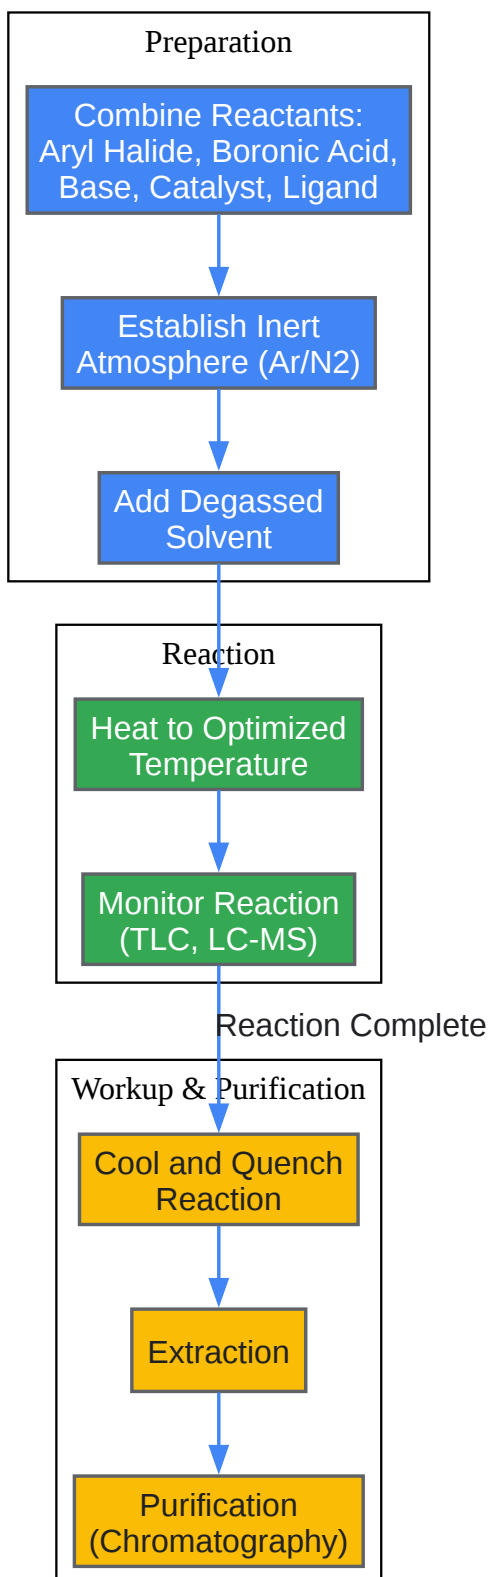 Preparation
Combine Reactants:
Aryl Halide, Boronic Acid,
Base, Catalyst, Ligand
Establish Inert
Atmosphere (Ar/N2)
Add Degassed
Solvent
Reaction
Heat to Optimized
Temperature
Monitor Reaction
(TLC, LC-MS)
Reaction Complete
Workup & Purification
Cool and Quench
Reaction
Extraction
Purification
(Chromatography)